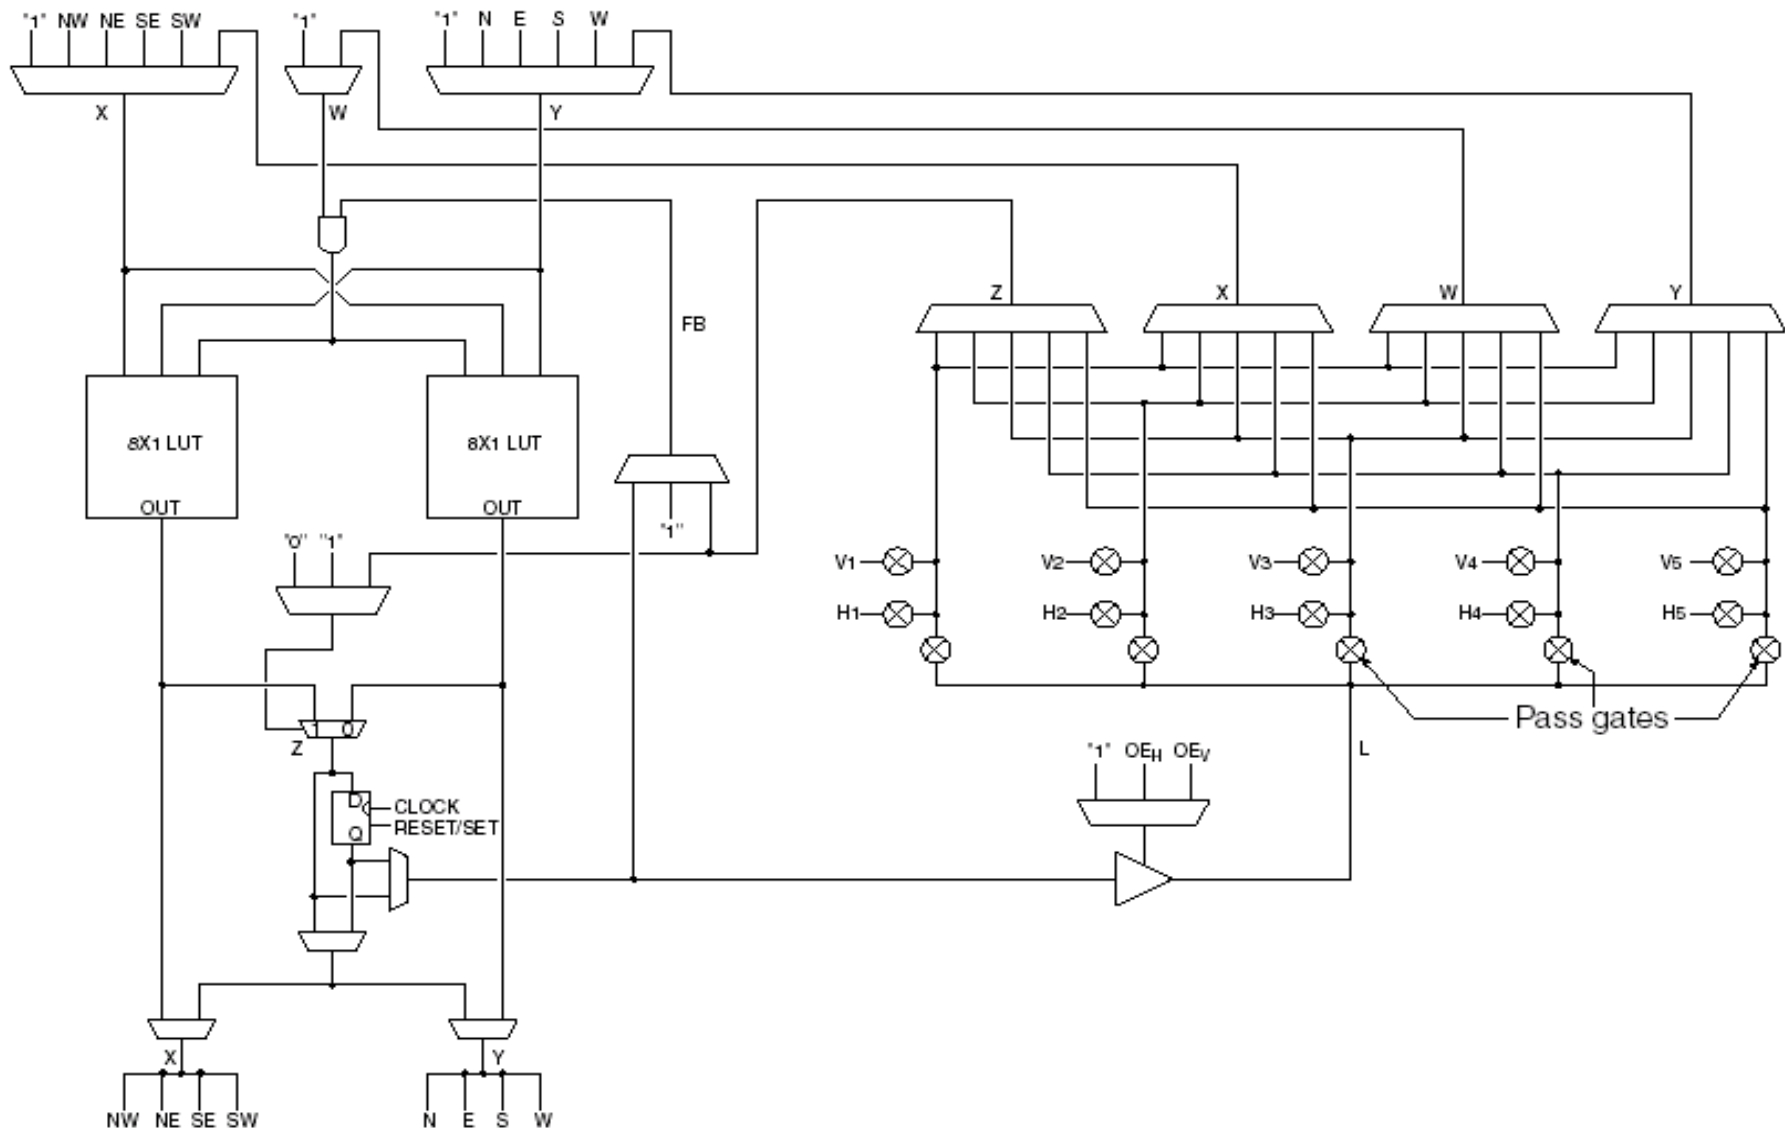 "1" NW NE SE SW "1" "1" N E S W
X W Y
Z X W Y
FB
8X1 LUT 8X1 LUT
OUT OUT
"1"
"0" "1"
V1 V2 V3 V4 V5
H1 H2 H3 H4 H5
Pass gates
1 0
Z "1" OEH OEV L
D
CLOCK
RESET/SET
Q
X Y
NW NE SE SW N E S W